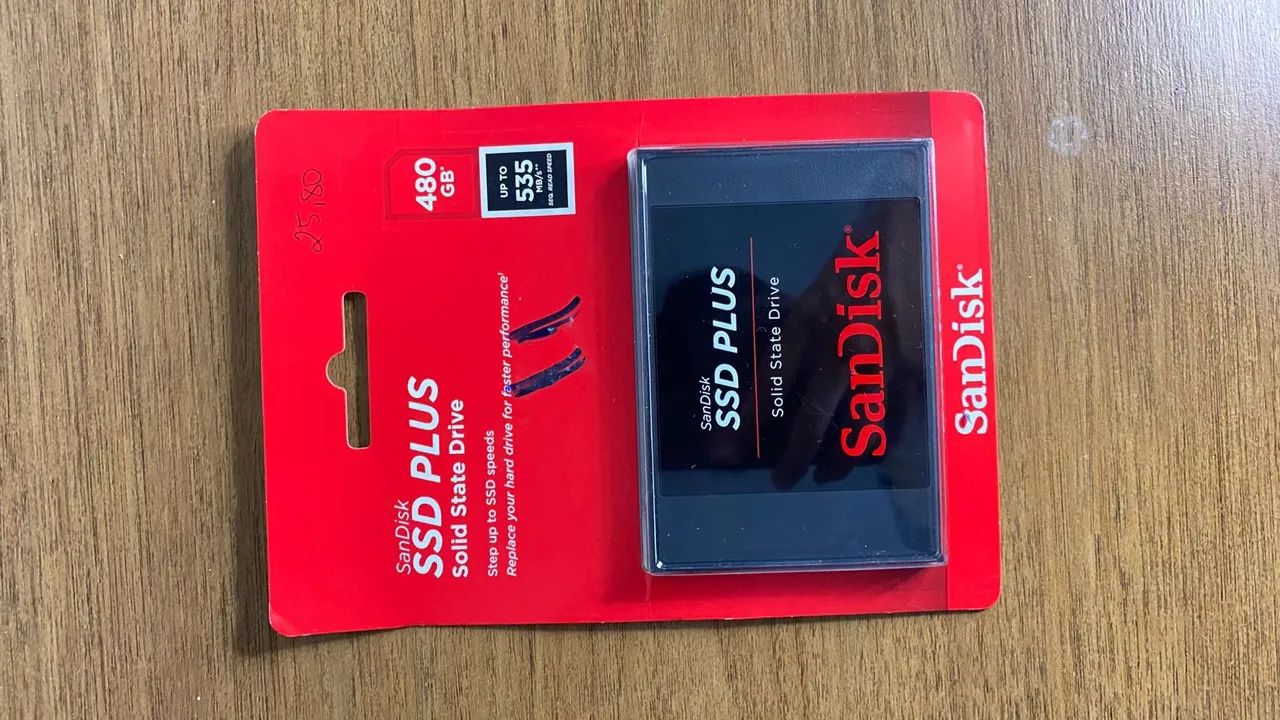 25,80
480
GB*
UP TO
535
MB/s**
SEQ. READ SPEED
SanDisk
SSD PLUS
Solid State Drive
Step up to SSD speeds
Replace your hard drive for faster performance¹
SanDisk
SSD PLUS
Solid State Drive
SanDisk®
SanDisk®